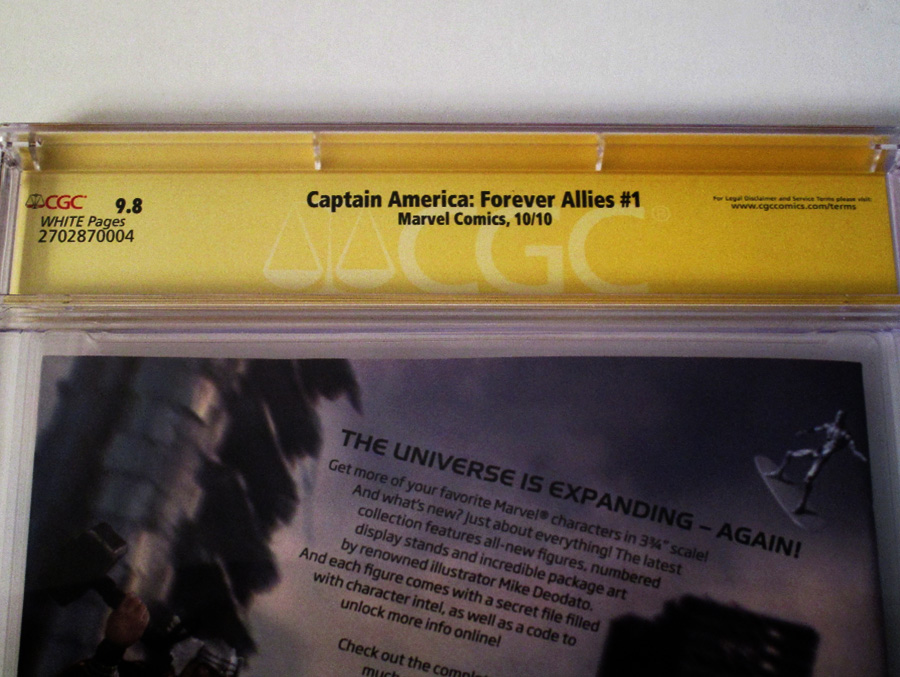 CGC 9.8
WHITE Pages
2702870004
Captain America: Forever Allies #1
Marvel Comics, 10/10
For Legal Disclaimer and Service Terms please visit:
www.cgccomics.com/terms
CGC®
THE UNIVERSE IS EXPANDING – AGAIN!
Get more of your favorite Marvel® characters in 3¾" scale!
And what's new? Just about everything! The latest
collection features all-new figures, numbered
display stands and incredible package art
by renowned illustrator Mike Deodato.
And each figure comes with a secret file filled
with character intel, as well as a code to
unlock more info online!
Check out the